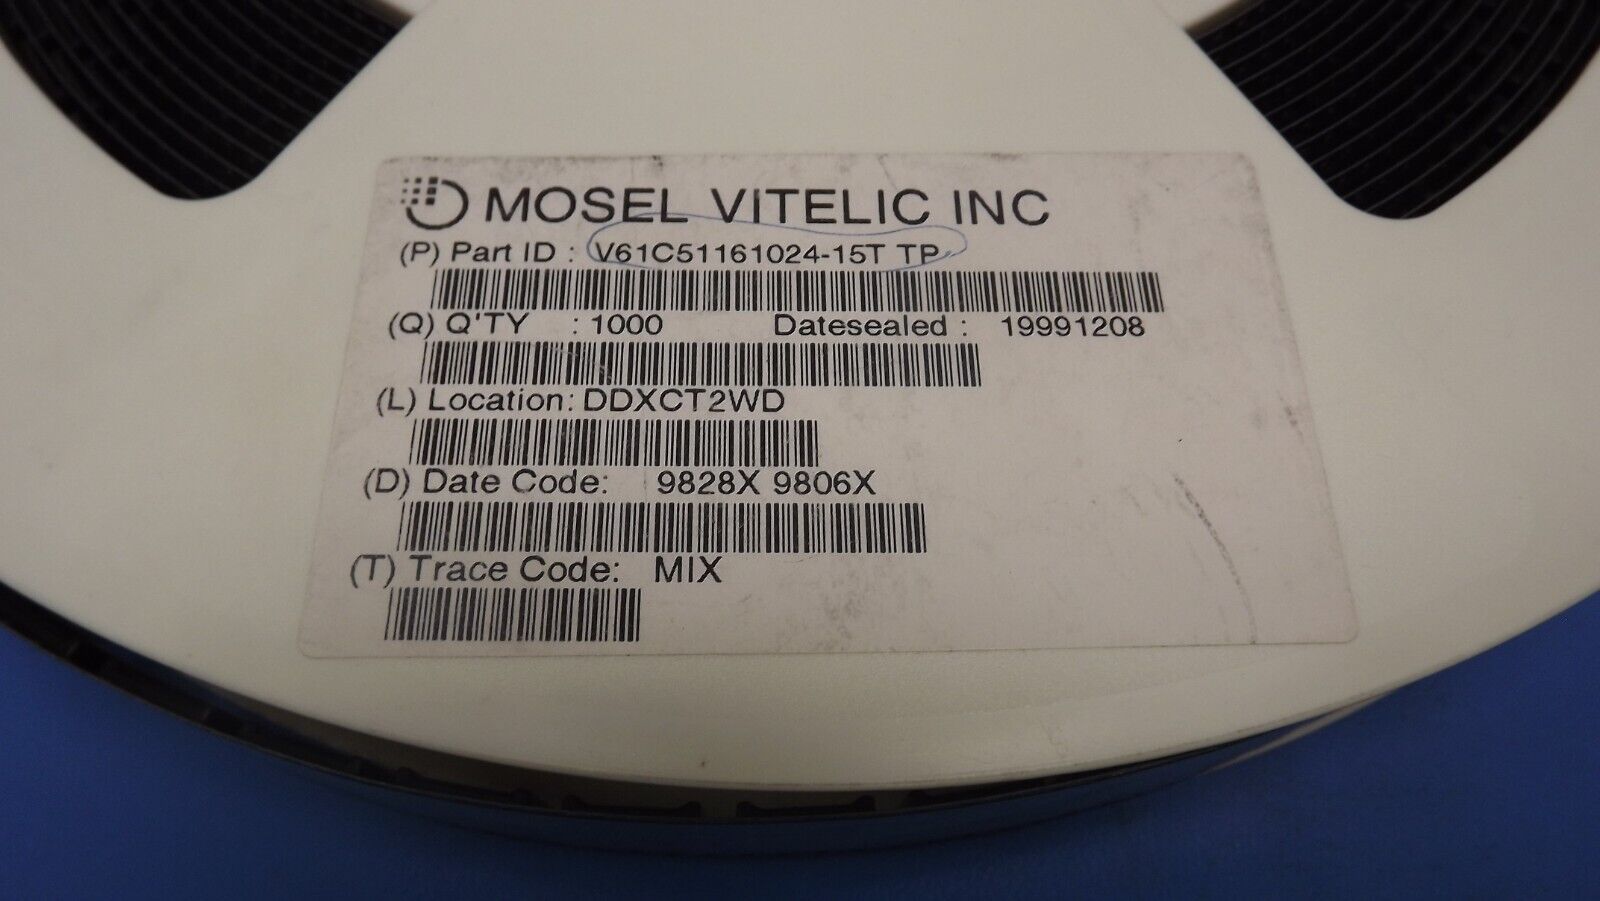 MOSEL VITELIC INC
(P) Part ID : V61C51161024-15T TP
(Q) Q'TY : 1000 Datesealed : 19991208
(L) Location: DDXCT2WD
(D) Date Code: 9828X 9806X
(T) Trace Code: MIX